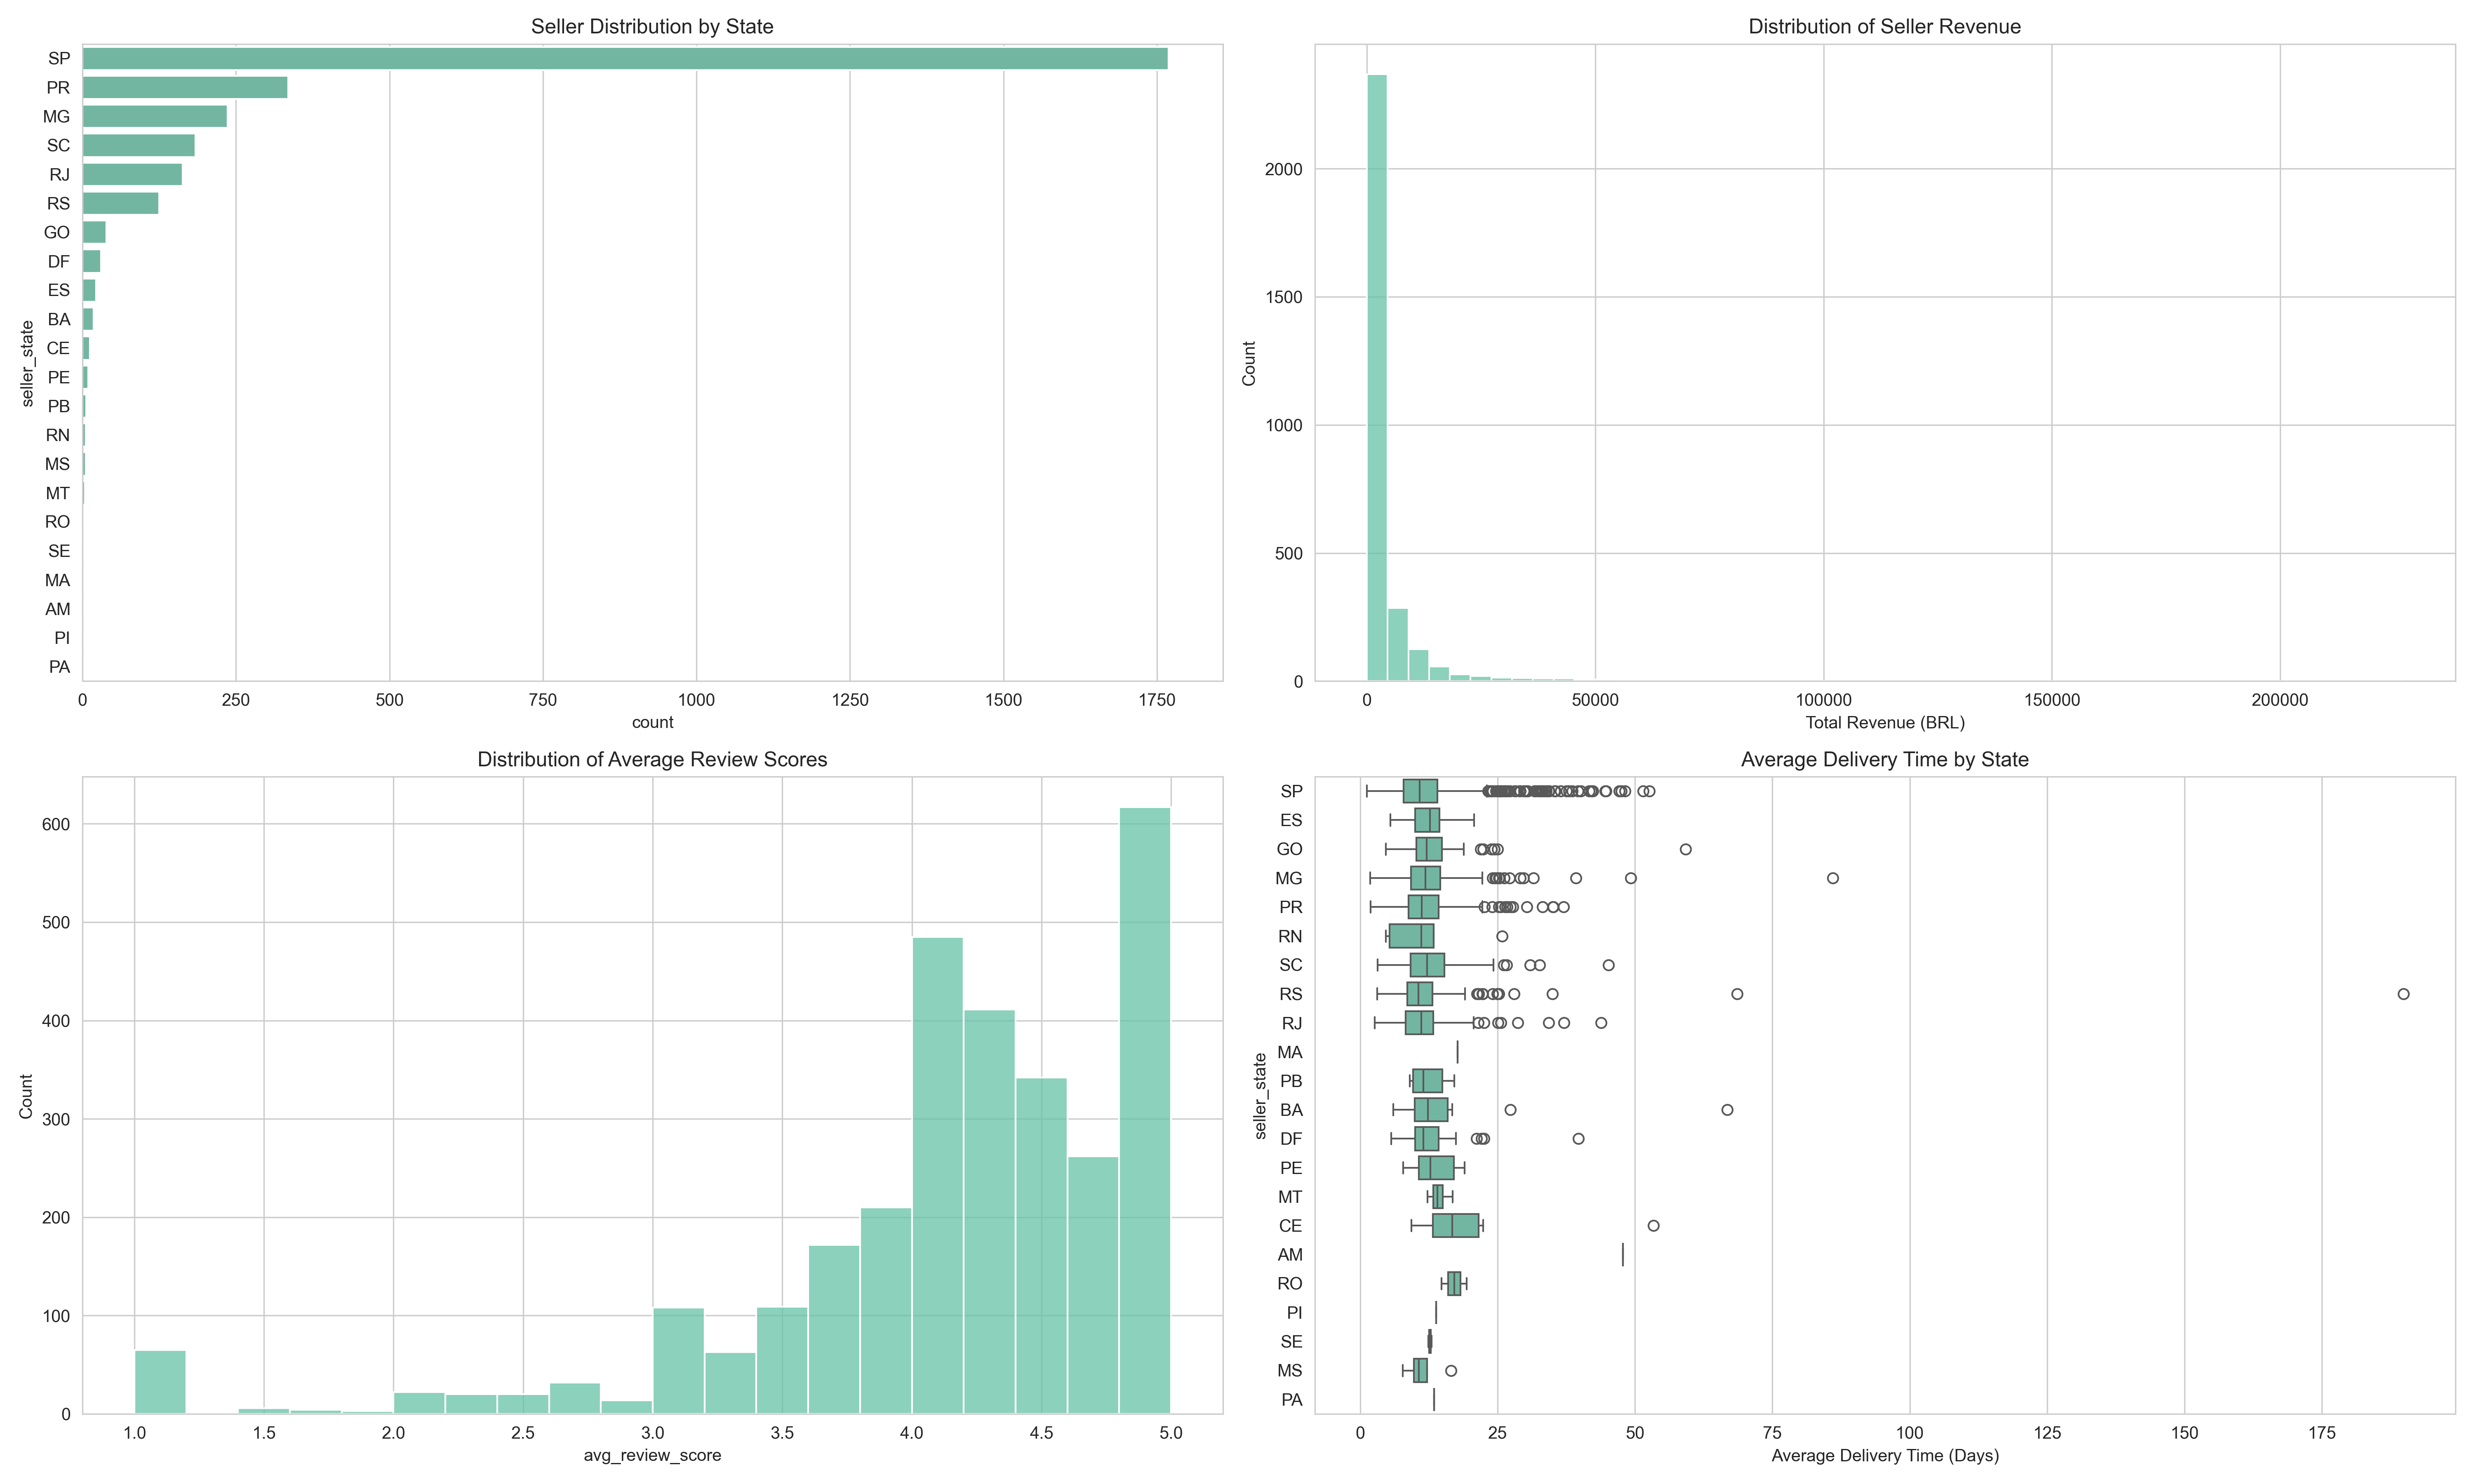 Seller Distribution by State
seller_state
SP
PR
MG
SC
RJ
RS
GO
DF
ES
BA
CE
PE
PB
RN
MS
MT
RO
SE
MA
AM
PI
PA
0 250 500 750 1000 1250 1500 1750
count
Distribution of Seller Revenue
Count
2000
1500
1000
500
0
0 50000 100000 150000 200000
Total Revenue (BRL)
Distribution of Average Review Scores
Count
600
500
400
300
200
100
0
1.0 1.5 2.0 2.5 3.0 3.5 4.0 4.5 5.0
avg_review_score
Average Delivery Time by State
seller_state
SP
ES
GO
MG
PR
RN
SC
RS
RJ
MA
PB
BA
DF
PE
MT
CE
AM
RO
PI
SE
MS
PA
0 25 50 75 100 125 150 175
Average Delivery Time (Days)